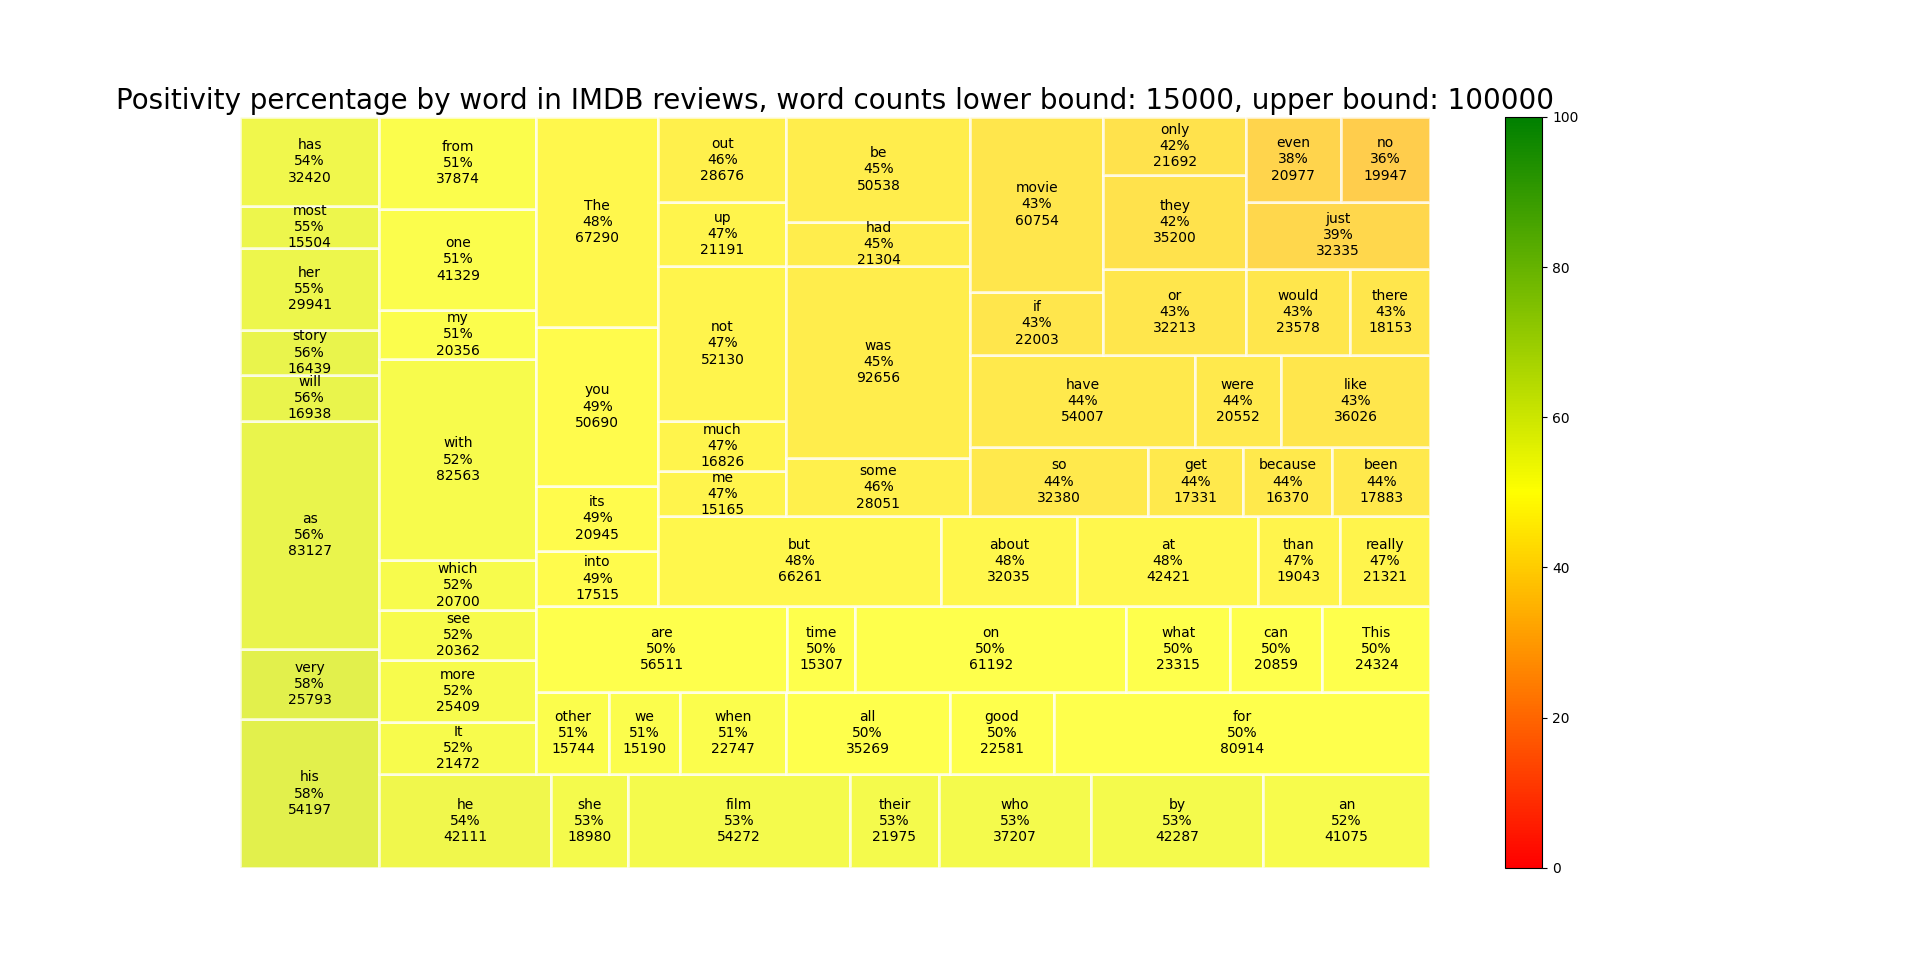 Positivity percentage by word in IMDB reviews, word counts lower bound: 15000, upper bound: 100000
has
54%
32420
most
55%
15504
her
55%
29941
story
56%
16439
will
56%
16938
as
56%
83127
very
58%
25793
his
58%
54197
from
51%
37874
one
51%
41329
my
51%
20356
with
52%
82563
which
52%
20700
see
52%
20362
more
52%
25409
It
52%
21472
he
54%
42111
she
53%
18980
film
53%
54272
their
53%
21975
who
53%
37207
by
53%
42287
an
52%
41075
The
48%
67290
you
49%
50690
its
49%
20945
into
49%
17515
are
50%
56511
time
50%
15307
on
50%
61192
what
50%
23315
can
50%
20859
This
50%
24324
other
51%
15744
we
51%
15190
when
51%
22747
all
50%
35269
good
50%
22581
for
50%
80914
out
46%
28676
up
47%
21191
not
47%
52130
much
47%
16826
me
47%
15165
but
48%
66261
about
48%
32035
at
48%
42421
than
47%
19043
really
47%
21321
be
45%
50538
had
45%
21304
was
45%
92656
some
46%
28051
movie
43%
60754
if
43%
22003
have
44%
54007
were
44%
20552
like
43%
36026
so
44%
32380
get
44%
17331
because
44%
16370
been
44%
17883
only
42%
21692
they
42%
35200
or
43%
32213
would
43%
23578
there
43%
18153
even
38%
20977
no
36%
19947
just
39%
32335
100
80
60
40
20
0